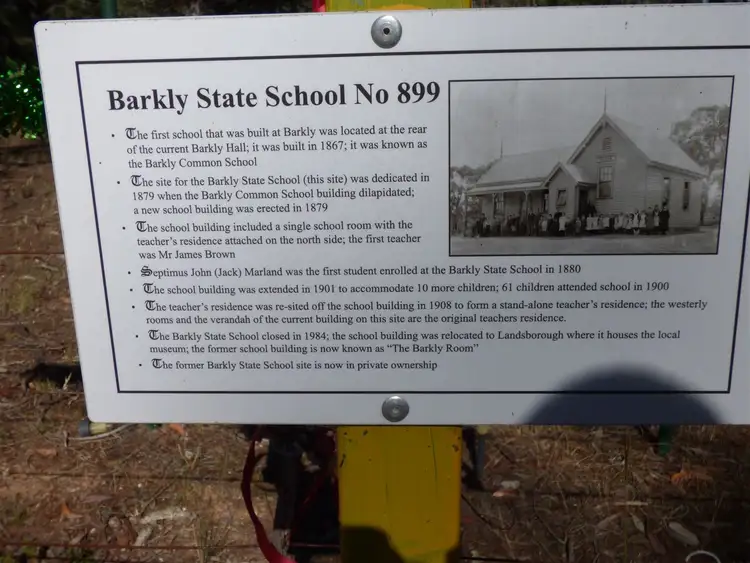 Barkly State School No 899
• The first school that was built at Barkly was located at the rear
of the current Barkly Hall; it was built in 1867; it was known as
the Barkly Common School
• The site for the Barkly State School (this site) was dedicated in
1879 when the Barkly Common School building dilapidated;
a new school building was erected in 1879
• The school building included a single school room with the
teacher's residence attached on the north side; the first teacher
was Mr James Brown
• Septimus John (Jack) Marland was the first student enrolled at the Barkly State School in 1880
• The school building was extended in 1901 to accommodate 10 more children; 61 children attended school in 1900
• The teacher's residence was re-sited off the school building in 1908 to form a stand-alone teacher's residence; the westerly
rooms and the verandah of the current building on this site are the original teachers residence.
• The Barkly State School closed in 1984; the school building was relocated to Landsborough where it houses the local
museum; the former school building is now known as "The Barkly Room"
• The former Barkly State School site is now in private ownership